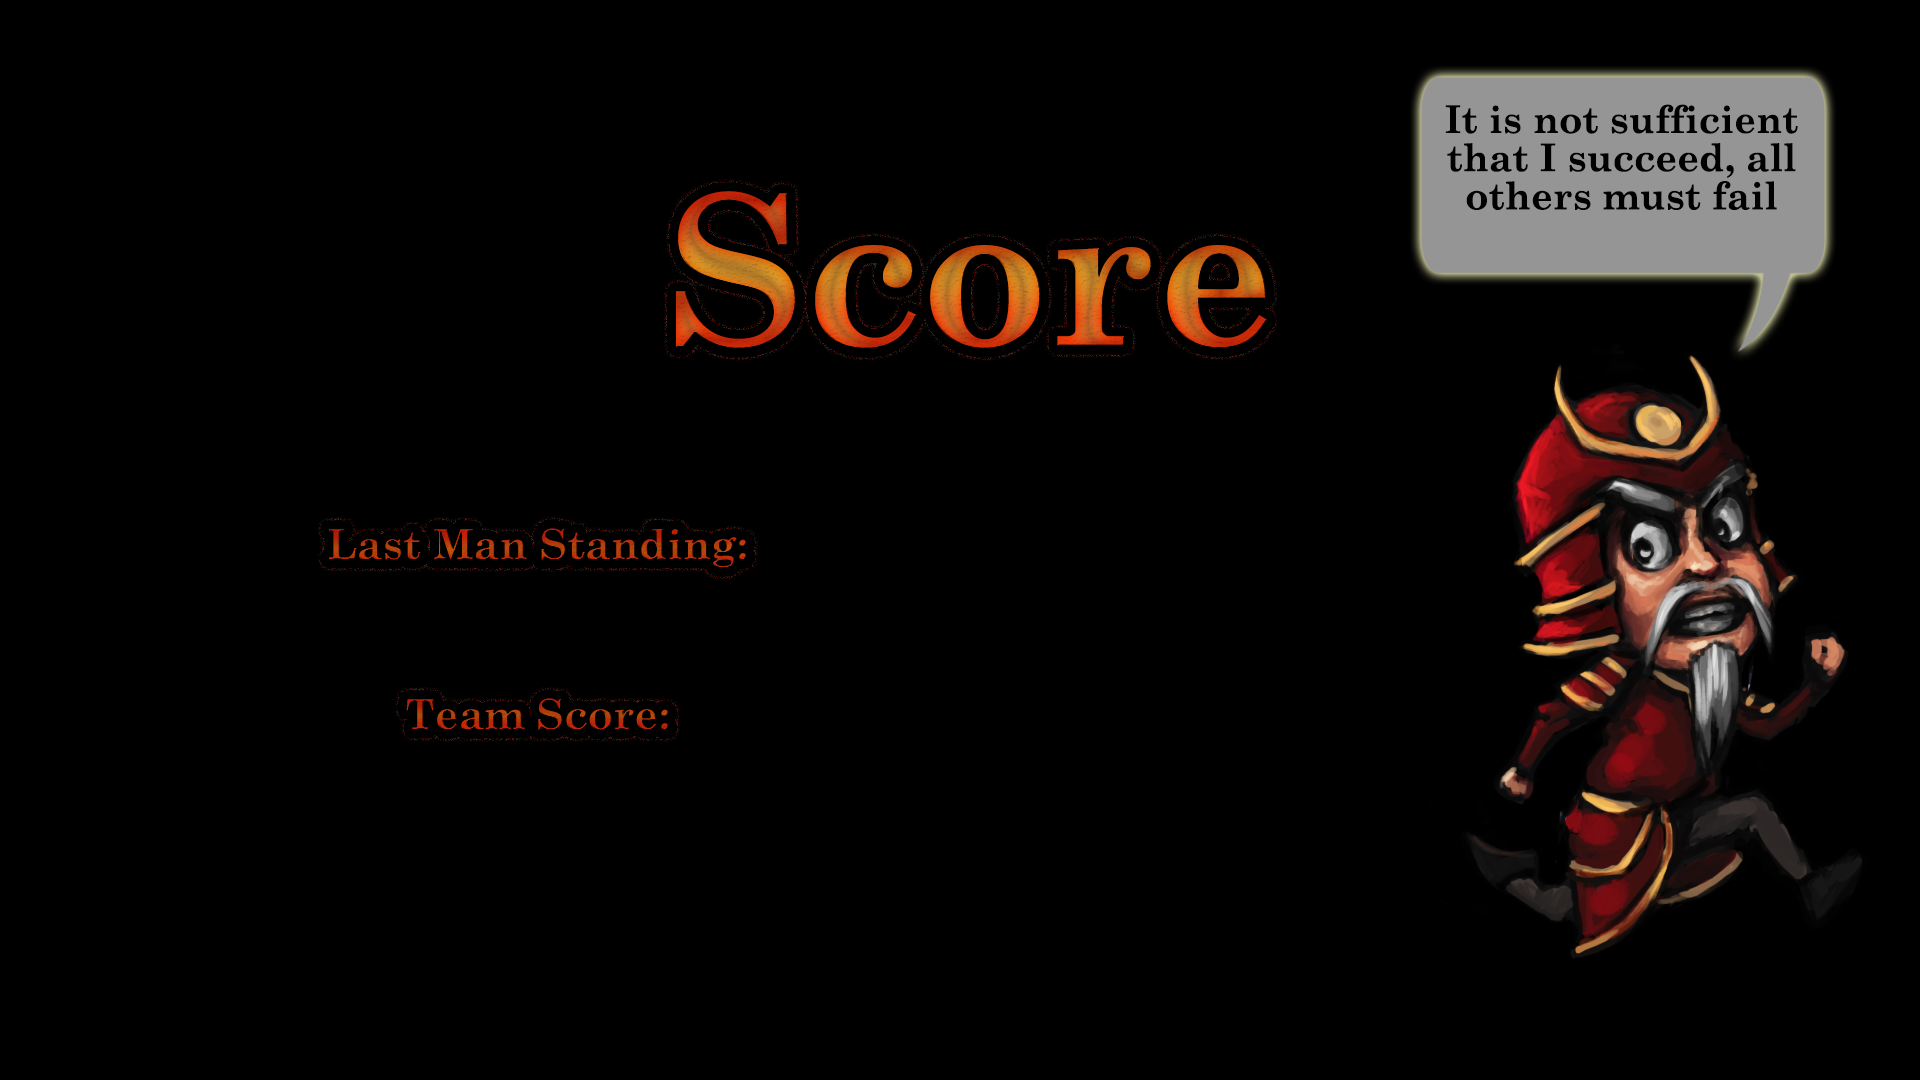 Score
It is not sufficient
that I succeed, all
others must fail
Last Man Standing:
Team Score: